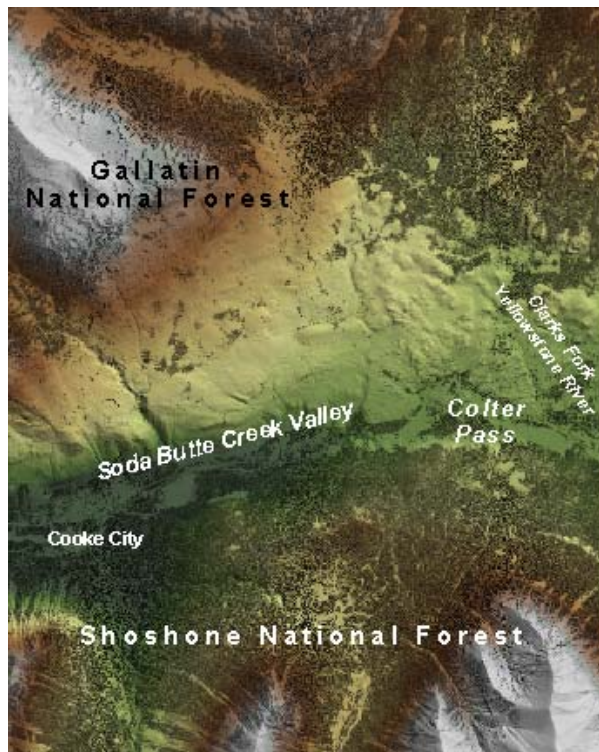 Gallatin
National Forest
Clarks Fork
Yellowstone River
Colter
Pass
Soda Butte Creek Valley
Cooke City
Shoshone National Forest